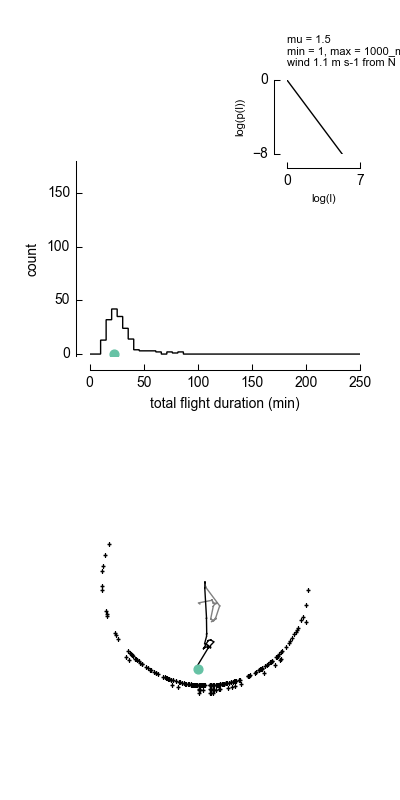 mu = 1.5
min = 1, max = 1000_m
wind 1.1 m s-1 from N
0
log(p(l))
−8
0 7
log(l)
150
100
count
50
0
0 50 100 150 200 250
total flight duration (min)